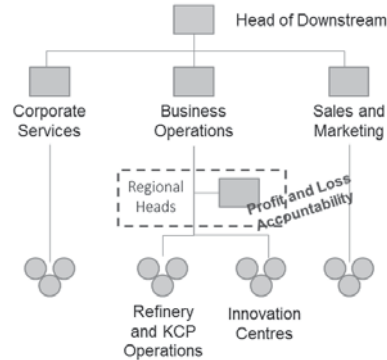 Head of Downstream
Corporate
Services
Business
Operations
Sales and
Marketing
Regional
Heads
Profit and Loss
Accountability
Refinery
and KCP
Operations
Innovation
Centres